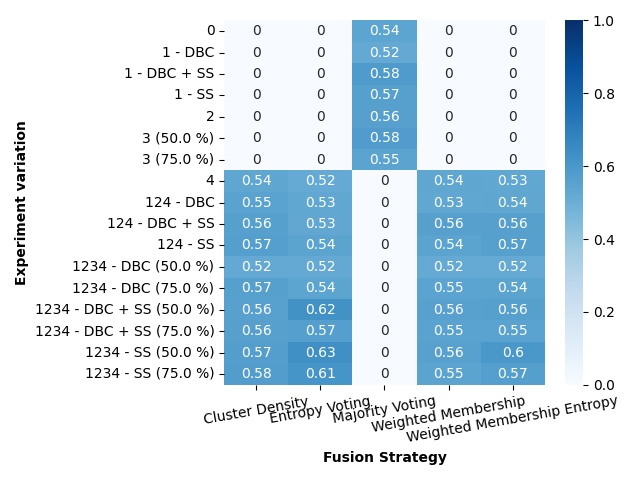 0 0 0 0.54 0 0
1 - DBC 0 0 0.52 0 0
1 - DBC + SS 0 0 0.58 0 0
1 - SS 0 0 0.57 0 0
2 0 0 0.56 0 0
3 (50.0 %) 0 0 0.58 0 0
3 (75.0 %) 0 0 0.55 0 0
4 0.54 0.52 0 0.54 0.53
124 - DBC 0.55 0.53 0 0.53 0.54
124 - DBC + SS 0.56 0.53 0 0.56 0.56
124 - SS 0.57 0.54 0 0.54 0.57
1234 - DBC (50.0 %) 0.52 0.52 0 0.52 0.52
1234 - DBC (75.0 %) 0.57 0.54 0 0.55 0.54
1234 - DBC + SS (50.0 %) 0.56 0.62 0 0.56 0.56
1234 - DBC + SS (75.0 %) 0.56 0.57 0 0.55 0.55
1234 - SS (50.0 %) 0.57 0.63 0 0.56 0.6
1234 - SS (75.0 %) 0.58 0.61 0 0.55 0.57
Experiment variation
Cluster Density
Entropy Voting
Majority Voting
Weighted Membership
Weighted Membership Entropy
Fusion Strategy
1.0
0.8
0.6
0.4
0.2
0.0